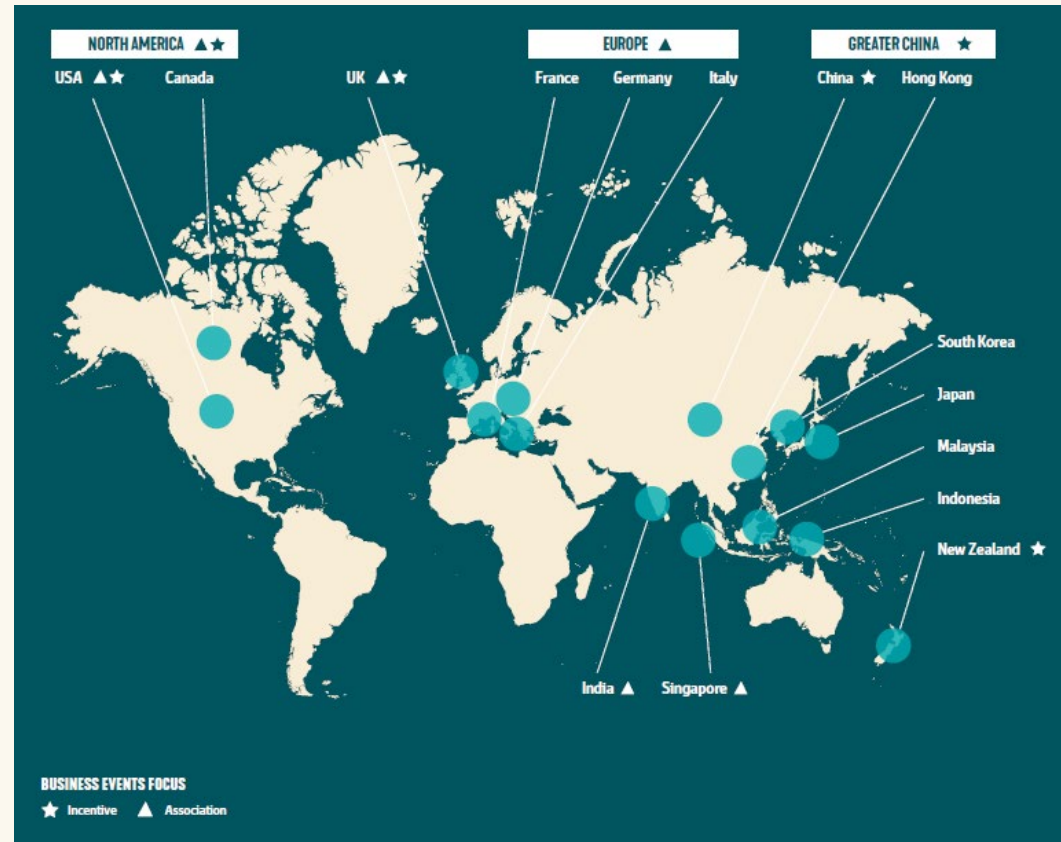 NORTH AMERICA ▲★
EUROPE ▲
GREATER CHINA ★
USA ▲★
Canada
UK ▲★
France
Germany
Italy
China ★
Hong Kong
South Korea
Japan
Malaysia
Indonesia
New Zealand ★
India ▲
Singapore ▲
BUSINESS EVENTS FOCUS
★ Incentive ▲ Association